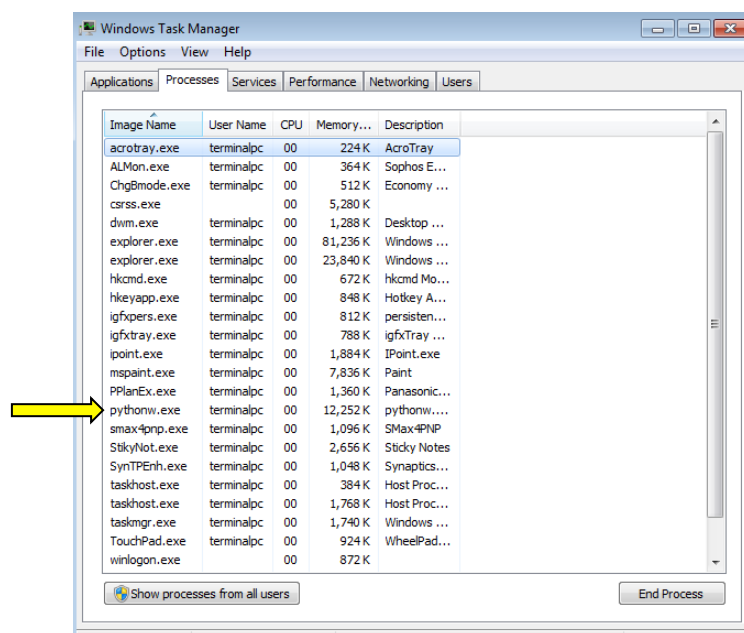 Windows Task Manager
File Options View Help
Applications Processes Services Performance Networking Users
Image Name User Name CPU Memory... Description
acrotray.exe terminalpc 00 224 K AcroTray
ALMon.exe terminalpc 00 364 K Sophos E...
ChgBmode.exe terminalpc 00 512 K Economy ...
csrss.exe 00 5,280 K
dwm.exe terminalpc 00 1,288 K Desktop ...
explorer.exe terminalpc 00 81,236 K Windows ...
explorer.exe terminalpc 00 23,840 K Windows ...
hkcmd.exe terminalpc 00 672 K hkcmd Mo...
hkeyapp.exe terminalpc 00 848 K Hotkey A...
igfxpers.exe terminalpc 00 812 K persisten...
igfxtray.exe terminalpc 00 788 K igfxTray ...
ipoint.exe terminalpc 00 1,884 K IPoint.exe
mspaint.exe terminalpc 00 7,836 K Paint
PPlanEx.exe terminalpc 00 1,360 K Panasonic...
pythonw.exe terminalpc 00 12,252 K pythonw....
smax4pnp.exe terminalpc 00 1,096 K SMax4PNP
StikyNot.exe terminalpc 00 2,656 K Sticky Notes
SynTPEnh.exe terminalpc 00 1,048 K Synaptics...
taskhost.exe terminalpc 00 384 K Host Proc...
taskhost.exe terminalpc 00 1,768 K Host Proc...
taskmgr.exe terminalpc 00 1,740 K Windows ...
TouchPad.exe terminalpc 00 924 K WheelPad...
winlogon.exe 00 872 K
Show processes from all users End Process